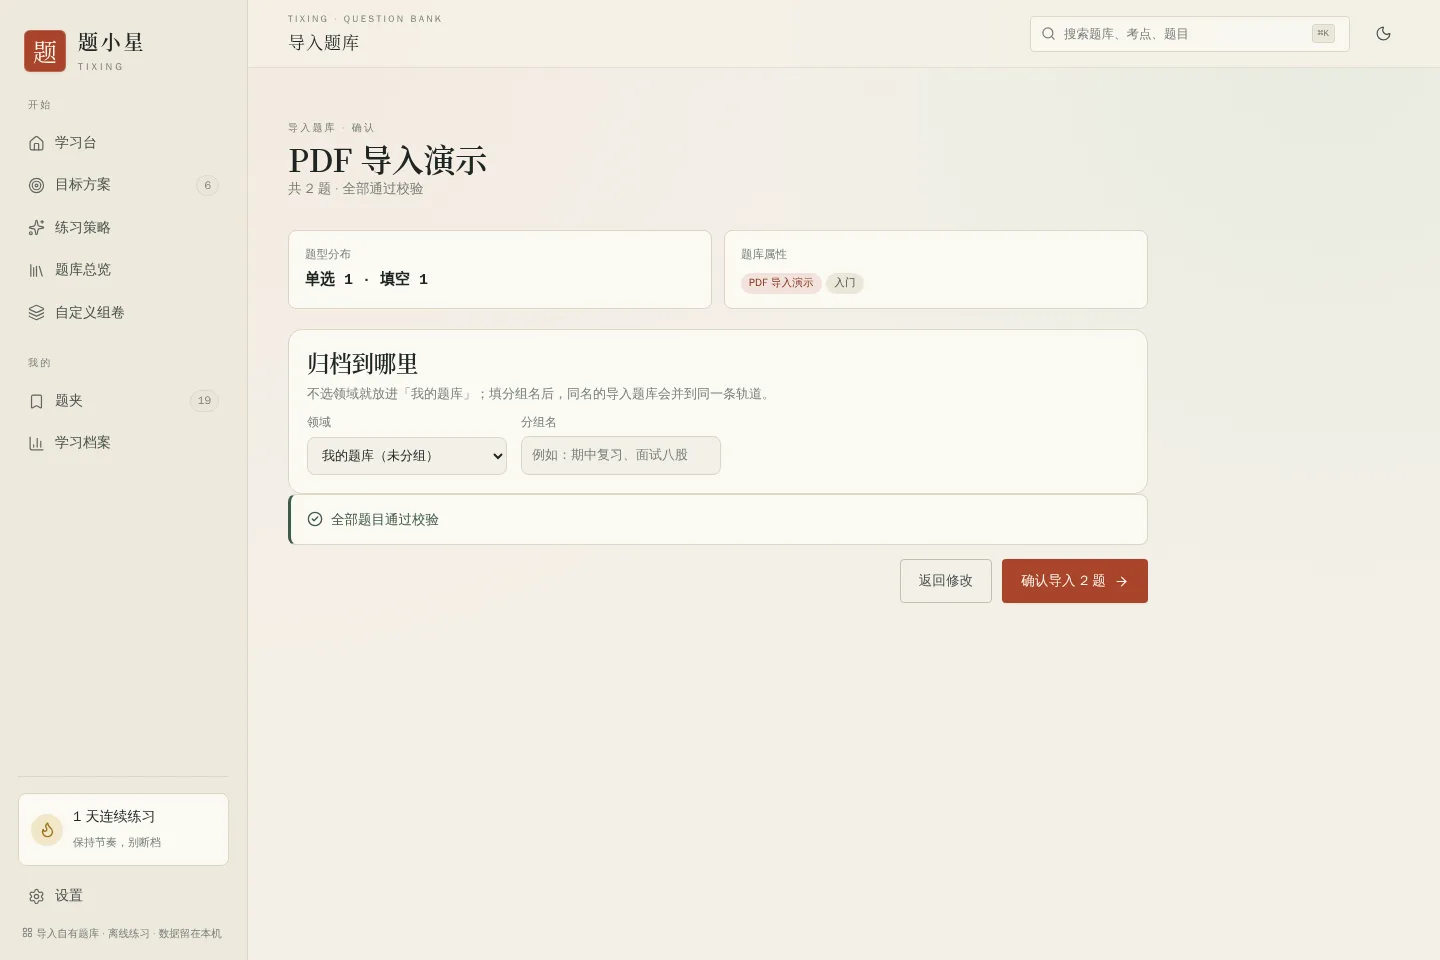 题
题小星
TIXING
开始
学习台
目标方案 6
练习策略
题库总览
自定义组卷
我的
题夹 19
学习档案
1 天连续练习
保持节奏，别断档
设置
导入自有题库 · 离线练习 · 数据留在本机
TIXING · QUESTION BANK
导入题库
搜索题库、考点、题目 ⌘K
导入题库 · 确认
PDF 导入演示
共 2 题 · 全部通过校验
题型分布
单选 1 · 填空 1
题库属性
PDF 导入演示 入门
归档到哪里
不选领域就放进「我的题库」；填分组名后，同名的导入题库会并到同一条轨道。
领域 分组名
我的题库（未分组） 例如：期中复习、面试八股
全部题目通过校验
返回修改 确认导入 2 题